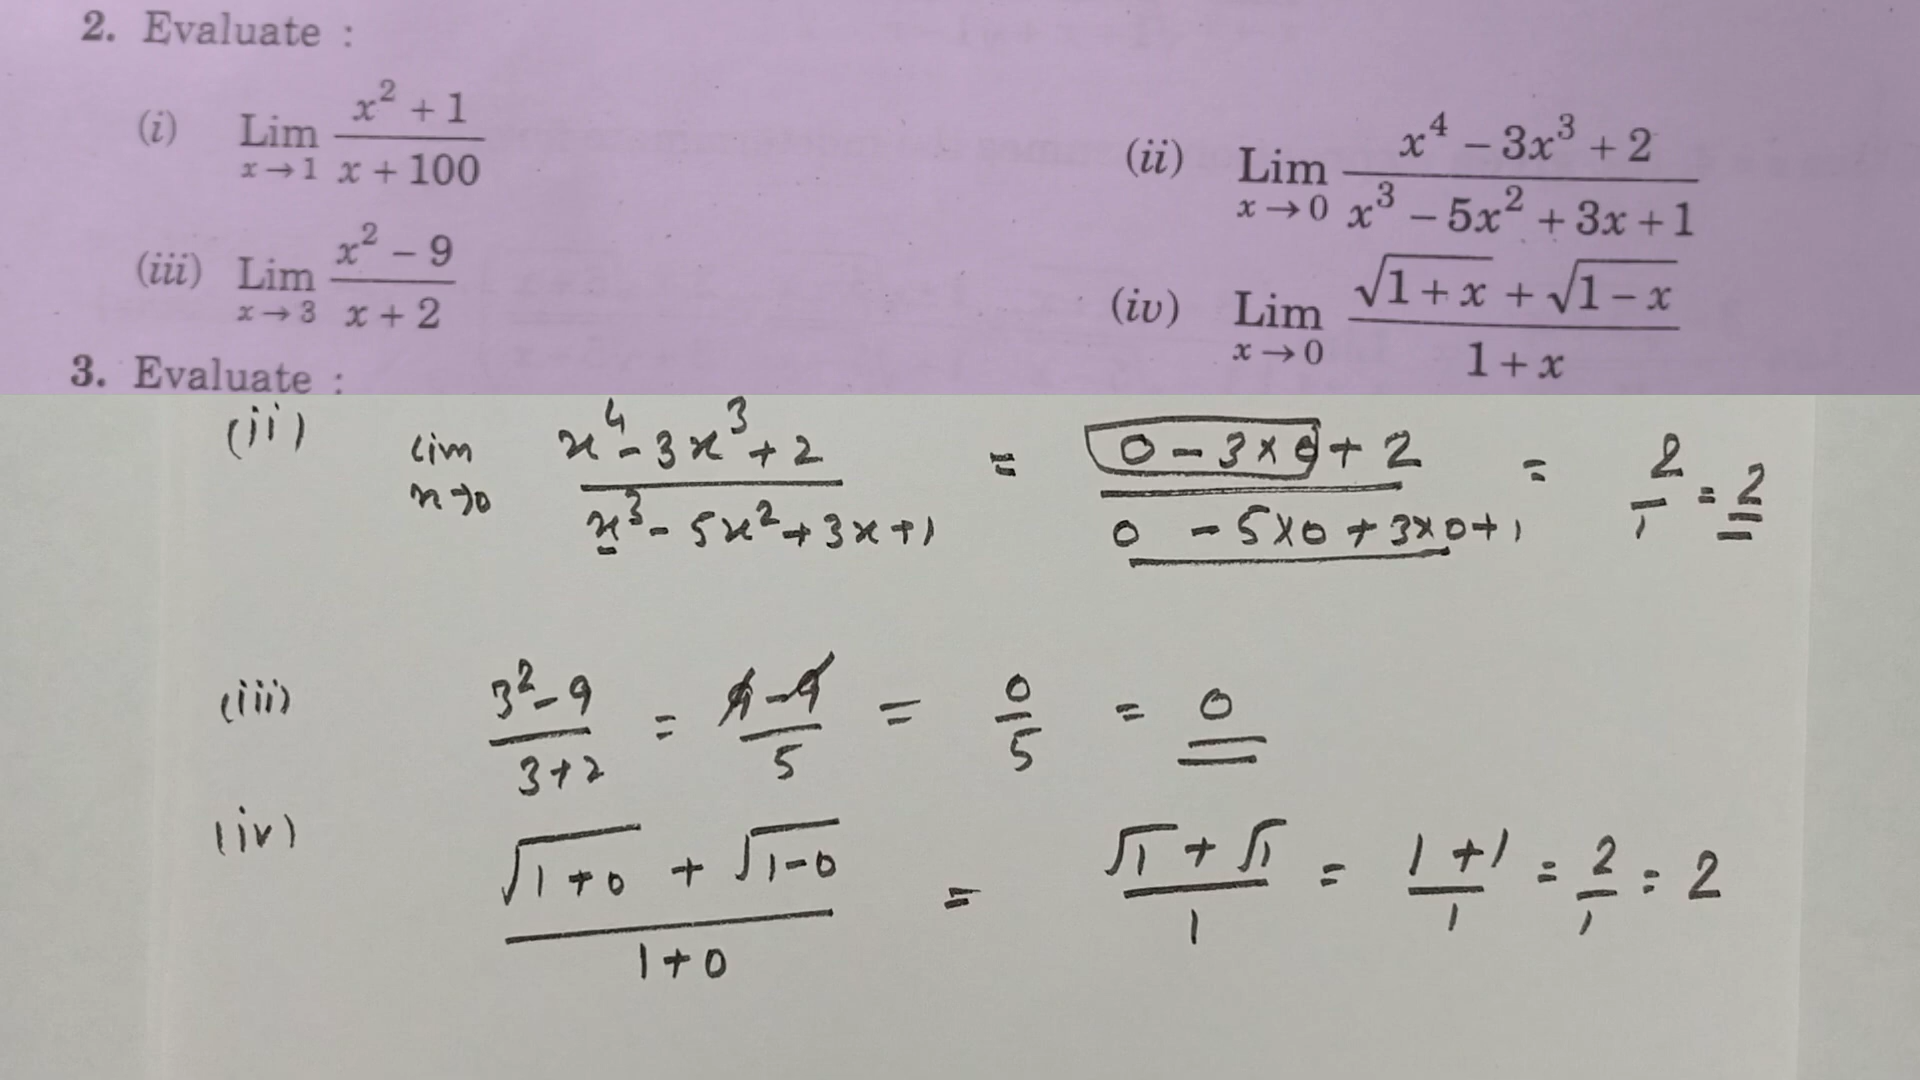 2. Evaluate :
(i) Lim x→1 (x² + 1)/(x + 100)
(ii) Lim x→0 (x⁴ − 3x³ + 2)/(x³ − 5x² + 3x + 1)
(iii) Lim x→3 (x² − 9)/(x + 2)
(iv) Lim x→0 (√(1 + x) + √(1 − x))/(1 + x)
3. Evaluate :
(ii) lim x→0 (x⁴ - 3x³ + 2)/(x³ - 5x² + 3x + 1) = (0 - 3×0 + 2)/(0 - 5×0 + 3×0 + 1) = 2/1 = 2
(iii) (3² - 9)/(3+2) = (9 - 9)/5 = 0/5 = 0
(iv) (√(1+0) + √(1-0))/(1+0) = (√1 + √1)/1 = (1+1)/1 = 2/1 = 2